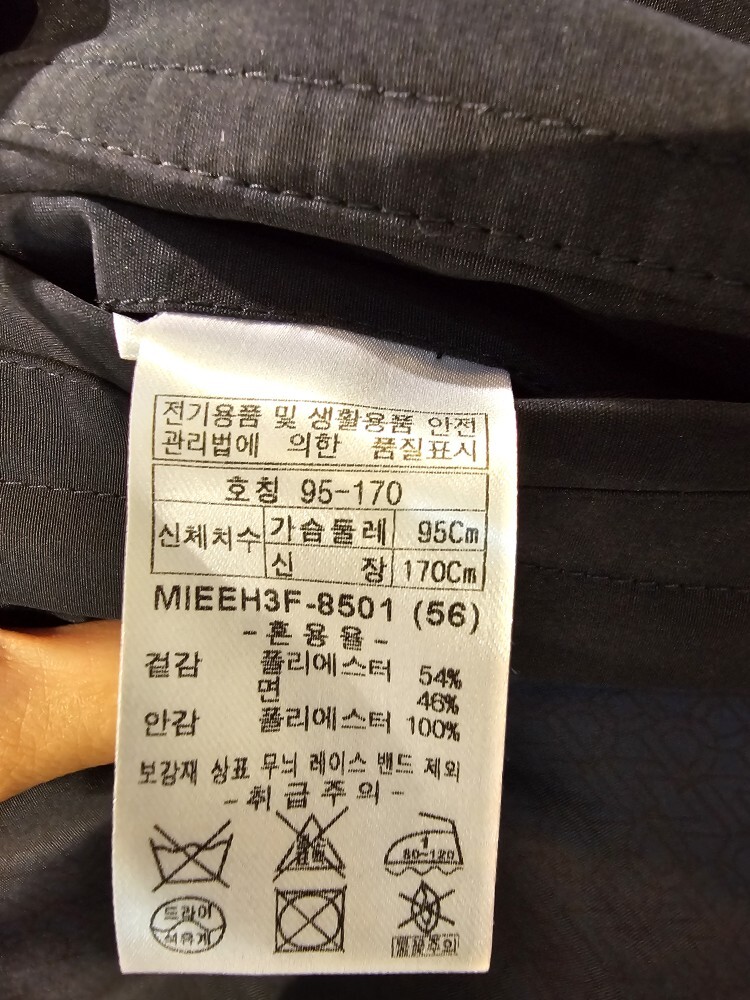 전기용품 및 생활용품 안전
관리법에 의한 품질표시
호칭 95-170
신체치수 가슴둘레 95Cm
신 장 170Cm
MIEEH3F-8501 (56)
-혼용율-
겉감 폴리에스터 54%
면 46%
안감 폴리에스터 100%
보강재 상표 무늬 레이스 밴드 제외
-취급주의-
1
80-120
드라이
석유계